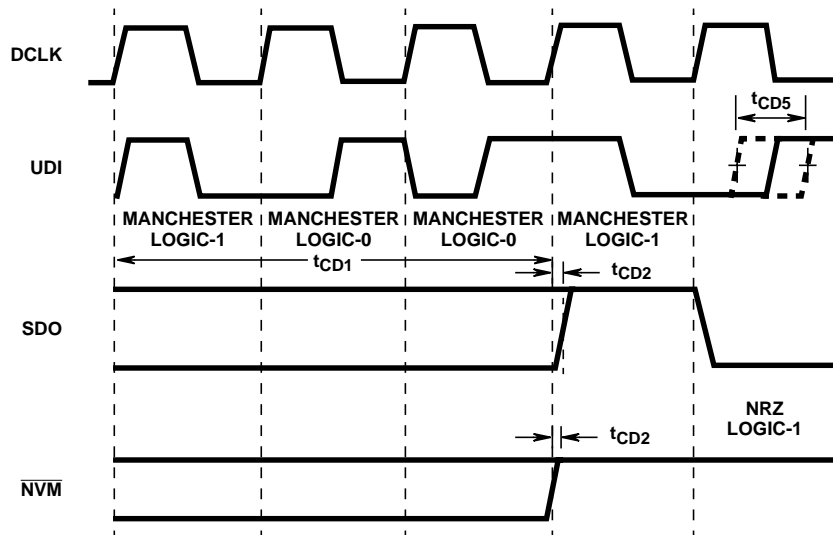 DCLK
tCD5
UDI
MANCHESTER LOGIC-1
MANCHESTER LOGIC-0
MANCHESTER LOGIC-0
MANCHESTER LOGIC-1
tCD1
tCD2
SDO
NRZ
LOGIC-1
tCD2
NVM